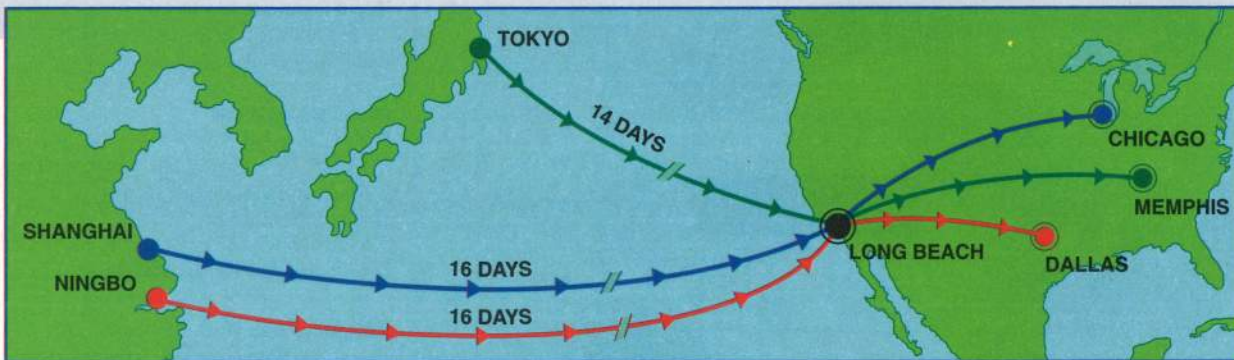 TOKYO
14 DAYS
CHICAGO
MEMPHIS
SHANGHAI
LONG BEACH
DALLAS
NINGBO
16 DAYS
16 DAYS